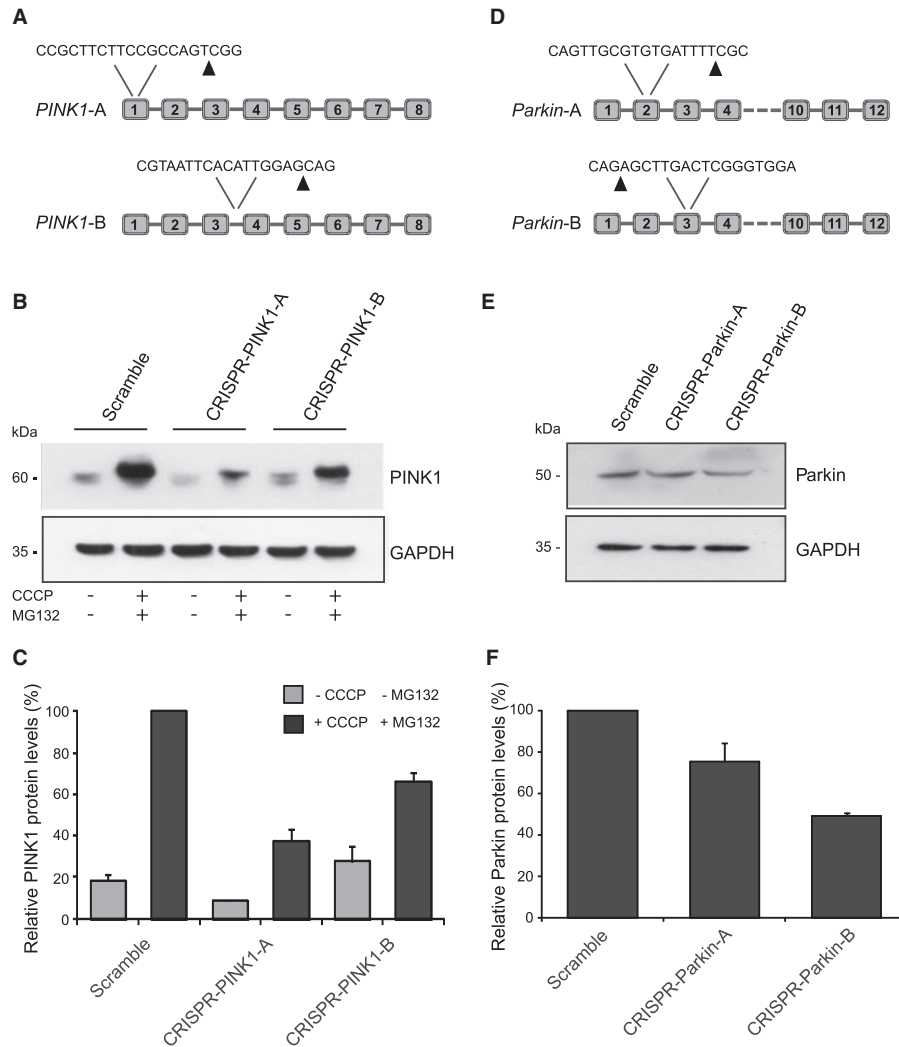 A
CCGCTTCTTCCGCCAGTCGG
PINK1-A
1 2 3 4 5 6 7 8
CGTAATTCACATTGGAGCAG
PINK1-B
1 2 3 4 5 6 7 8
D
CAGTTGCGTGTGATTTTCGC
Parkin-A
1 2 3 4 10 11 12
CAGAGCTTGACTCGGGTGGA
Parkin-B
1 2 3 4 10 11 12
B
Scramble
CRISPR-PINK1-A
CRISPR-PINK1-B
kDa
60 - PINK1
35 - GAPDH
CCCP - + - + - +
MG132 - + - + - +
E
Scramble
CRISPR-Parkin-A
CRISPR-Parkin-B
kDa
50 - Parkin
35 - GAPDH
C
Relative PINK1 protein levels (%)
100
80
60
40
20
0
- CCCP - MG132
+ CCCP + MG132
Scramble
CRISPR-PINK1-A
CRISPR-PINK1-B
F
Relative Parkin protein levels (%)
100
80
60
40
20
0
Scramble
CRISPR-Parkin-A
CRISPR-Parkin-B